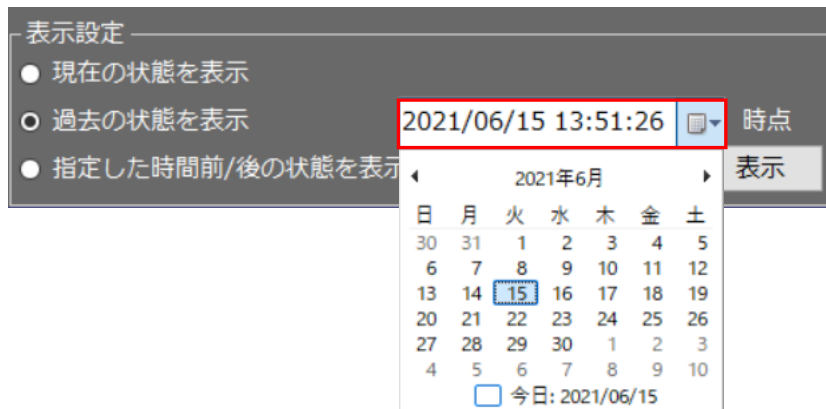 表示設定
現在の状態を表示
過去の状態を表示 2021/06/15 13:51:26 時点
指定した時間前/後の状態を表示 表示
2021年6月
日 月 火 水 木 金 土
30 31 1 2 3 4 5
6 7 8 9 10 11 12
13 14 15 16 17 18 19
20 21 22 23 24 25 26
27 28 29 30 1 2 3
4 5 6 7 8 9 10
今日: 2021/06/15